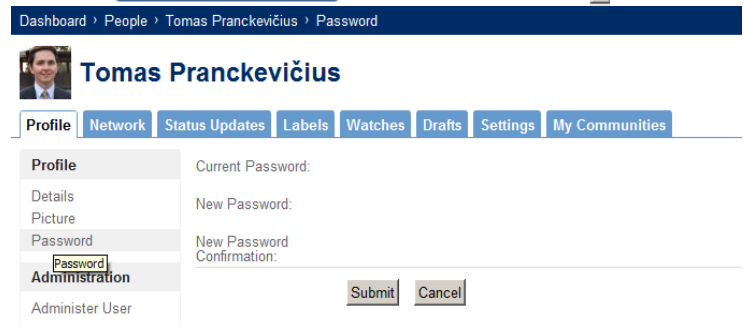 Dashboard › People › Tomas Pranckevičius › Password
Tomas Pranckevičius
Profile Network Status Updates Labels Watches Drafts Settings My Communities
Profile
Details
Picture
Password
Password
Administration
Administer User
Current Password:
New Password:
New Password
Confirmation:
Submit Cancel